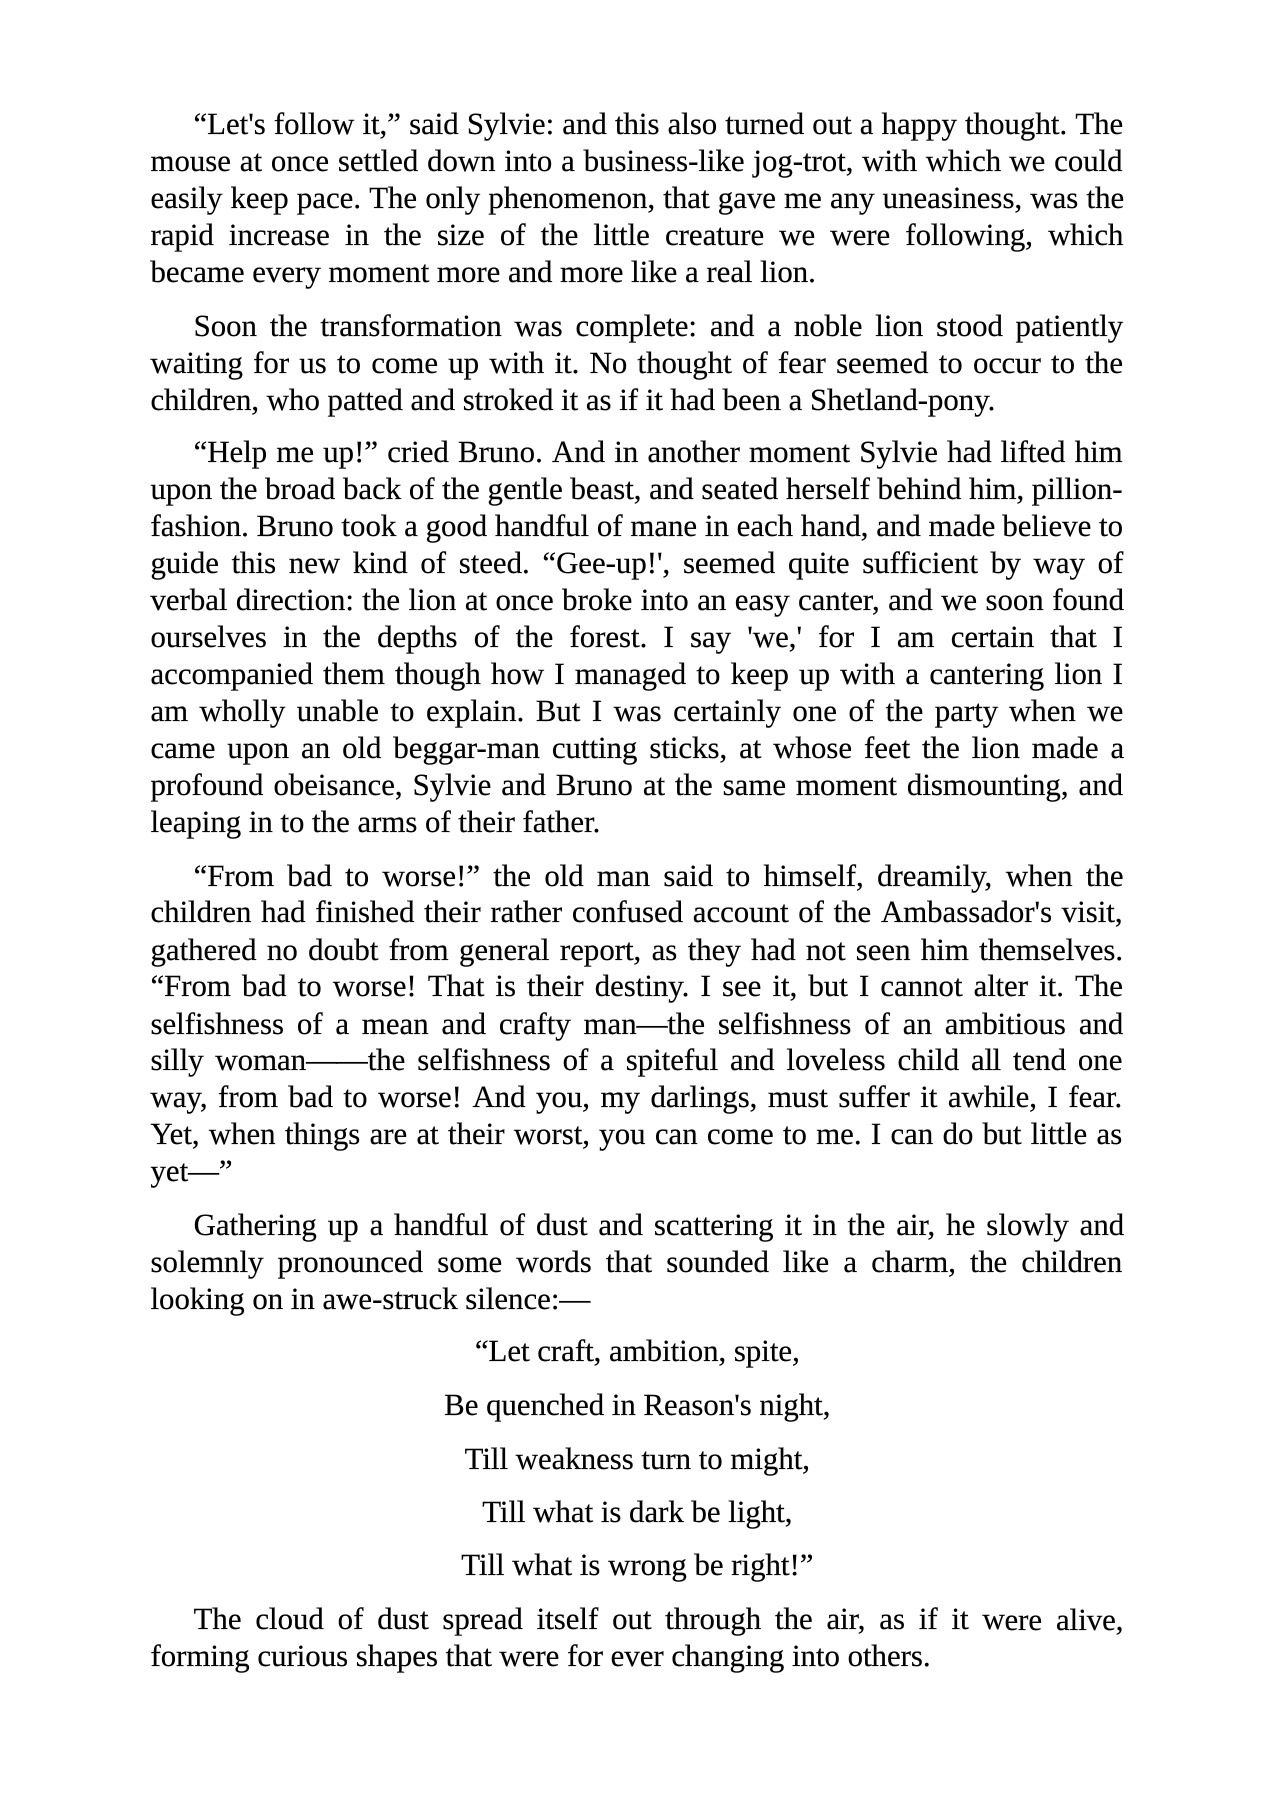 “Let's follow it,” said Sylvie: and this also turned out a happy thought. The
mouse at once settled down into a business-like jog-trot, with which we could
easily keep pace. The only phenomenon, that gave me any uneasiness, was the
rapid increase in the size of the little creature we were following, which
became every moment more and more like a real lion.
Soon the transformation was complete: and a noble lion stood patiently
waiting for us to come up with it. No thought of fear seemed to occur to the
children, who patted and stroked it as if it had been a Shetland-pony.
“Help me up!” cried Bruno. And in another moment Sylvie had lifted him
upon the broad back of the gentle beast, and seated herself behind him, pillion-
fashion. Bruno took a good handful of mane in each hand, and made believe to
guide this new kind of steed. “Gee-up!', seemed quite sufficient by way of
verbal direction: the lion at once broke into an easy canter, and we soon found
ourselves in the depths of the forest. I say 'we,' for I am certain that I
accompanied them though how I managed to keep up with a cantering lion I
am wholly unable to explain. But I was certainly one of the party when we
came upon an old beggar-man cutting sticks, at whose feet the lion made a
profound obeisance, Sylvie and Bruno at the same moment dismounting, and
leaping in to the arms of their father.
“From bad to worse!” the old man said to himself, dreamily, when the
children had finished their rather confused account of the Ambassador's visit,
gathered no doubt from general report, as they had not seen him themselves.
“From bad to worse! That is their destiny. I see it, but I cannot alter it. The
selfishness of a mean and crafty man—the selfishness of an ambitious and
silly woman——the selfishness of a spiteful and loveless child all tend one
way, from bad to worse! And you, my darlings, must suffer it awhile, I fear.
Yet, when things are at their worst, you can come to me. I can do but little as
yet—”
Gathering up a handful of dust and scattering it in the air, he slowly and
solemnly pronounced some words that sounded like a charm, the children
looking on in awe-struck silence:—
“Let craft, ambition, spite,
Be quenched in Reason's night,
Till weakness turn to might,
Till what is dark be light,
Till what is wrong be right!”
The cloud of dust spread itself out through the air, as if it were alive,
forming curious shapes that were for ever changing into others.